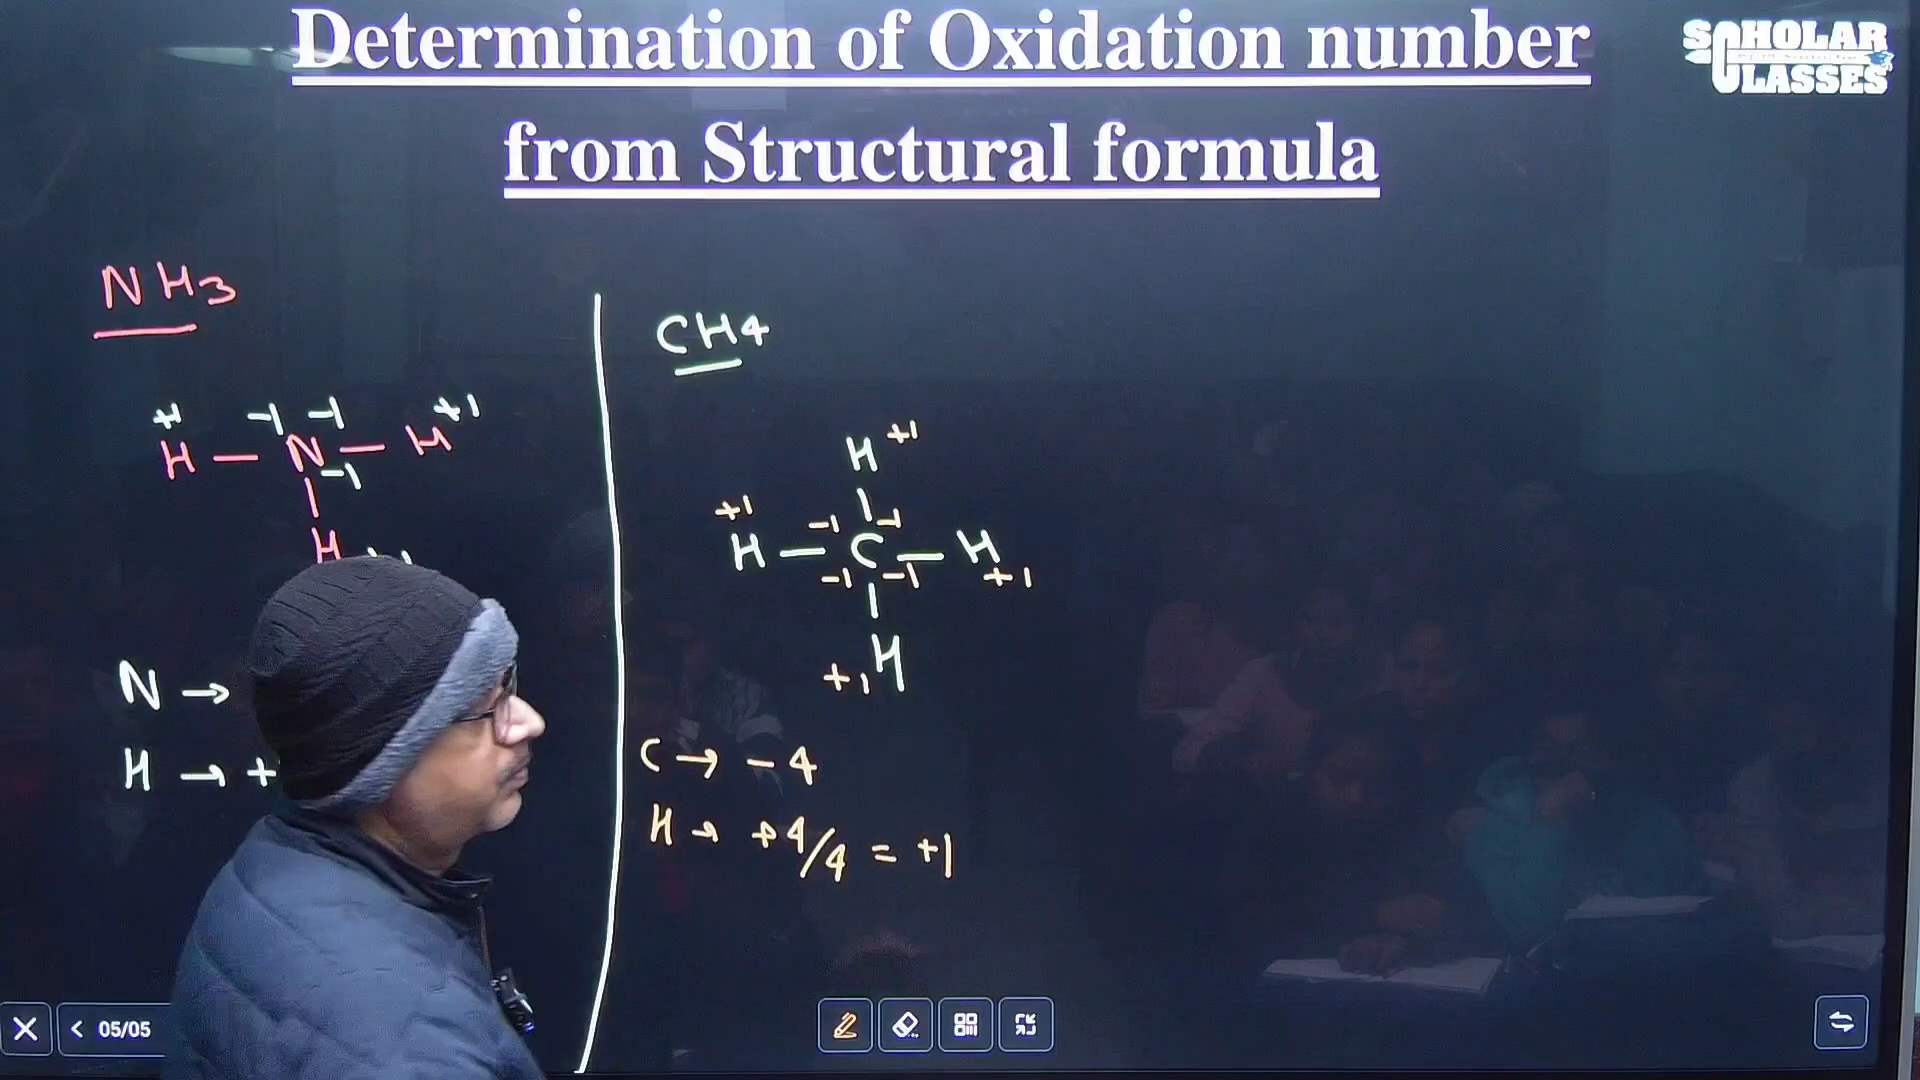 Determination of Oxidation number
from Structural formula
SCHOLAR
CLASSES
NH3
+1 -1 -1 +1
H — N — H
-1
H
N →
H → +
CH4
H +1
+1 -1 -1
H — C — H
-1 -1 +1
+1 H
C → - 4
H → +4/4 = +1
< 05/05